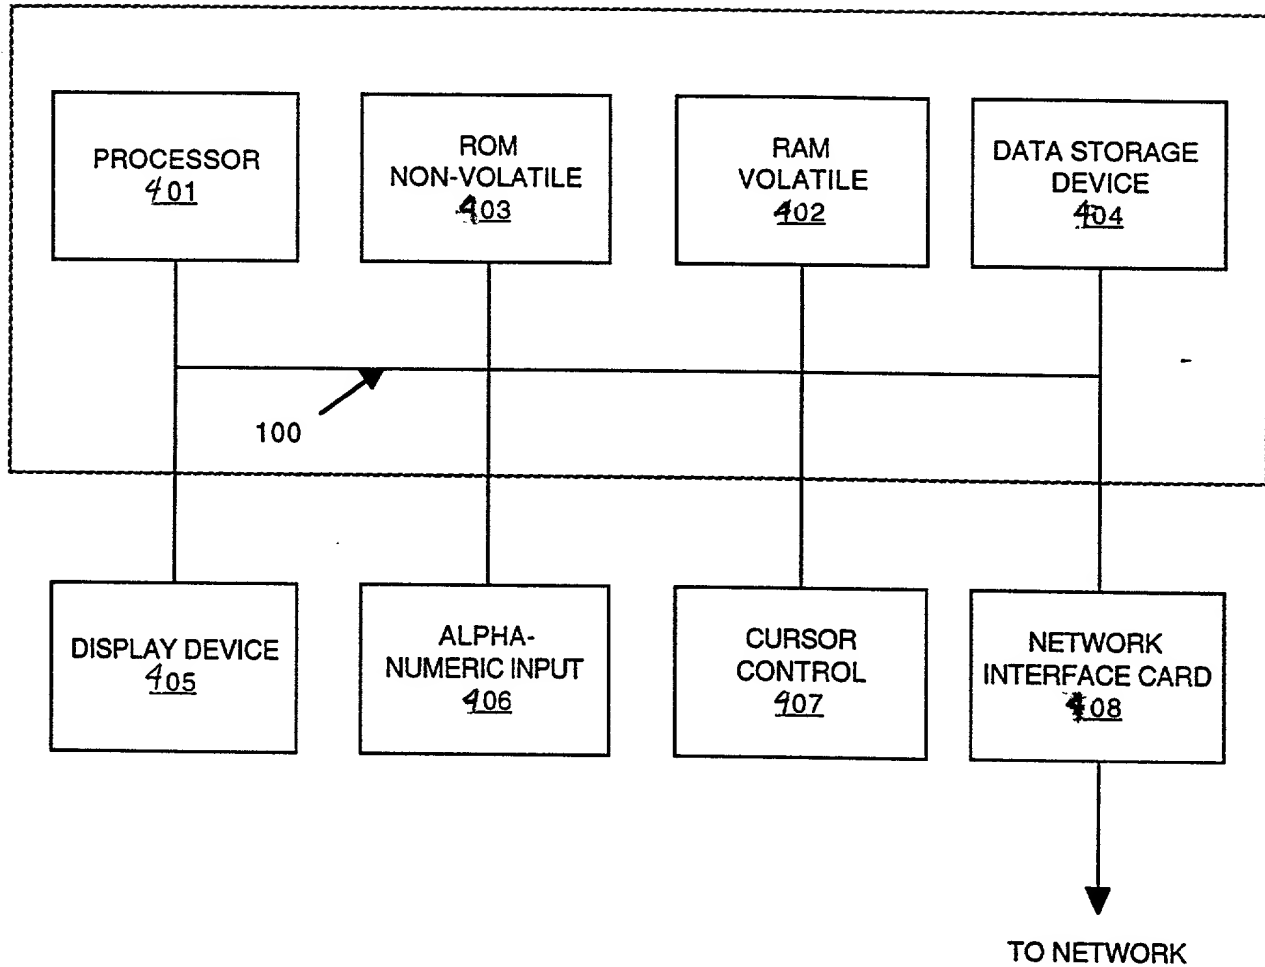 PROCESSOR
401
ROM
NON-VOLATILE
403
RAM
VOLATILE
402
DATA STORAGE
DEVICE
404
100
DISPLAY DEVICE
405
ALPHA-
NUMERIC INPUT
406
CURSOR
CONTROL
407
NETWORK
INTERFACE CARD
408
TO NETWORK